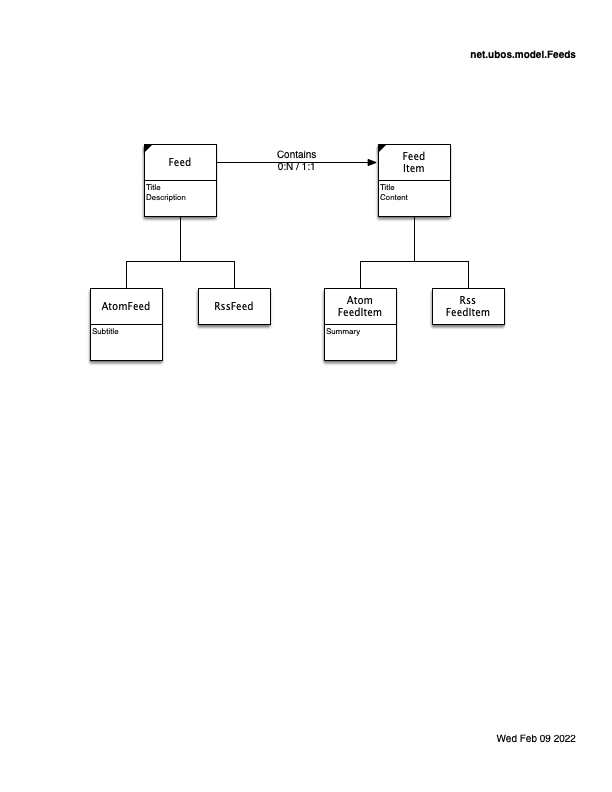 net.ubos.model.Feeds
Feed
Contains
0:N / 1:1
Feed
Item
Title
Description
Title
Content
AtomFeed
RssFeed
Atom
FeedItem
Rss
FeedItem
Subtitle
Summary
Wed Feb 09 2022